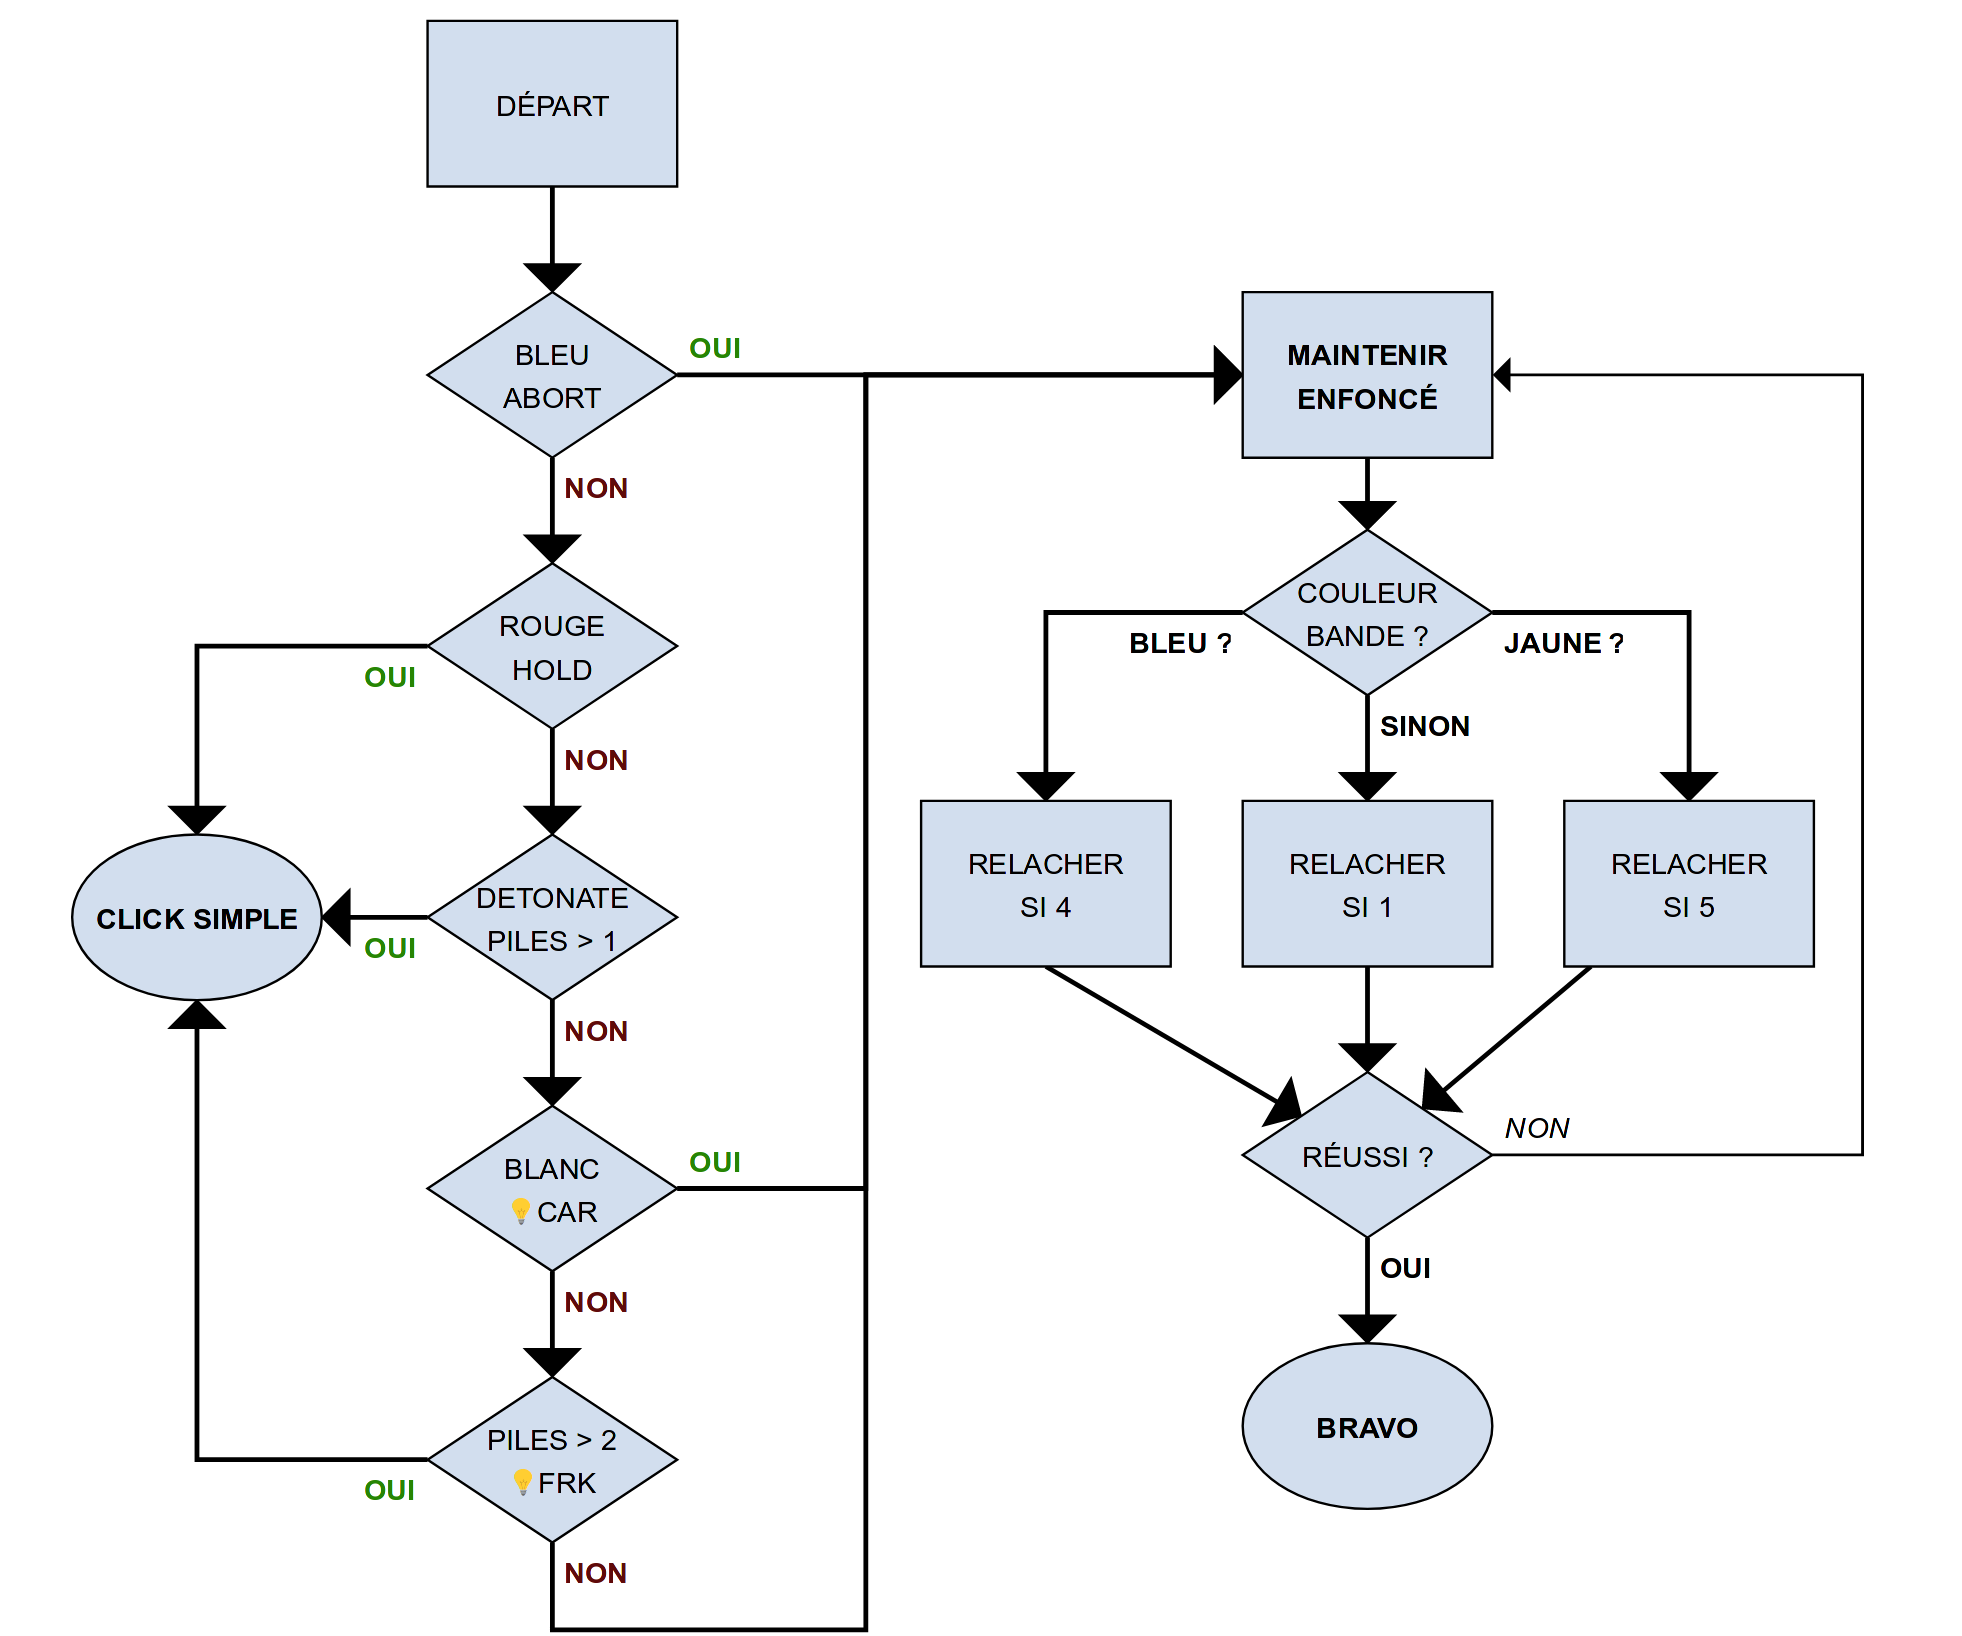 DÉPART
BLEU
ABORT
OUI
NON
ROUGE
HOLD
OUI
NON
CLICK SIMPLE
DETONATE
PILES > 1
OUI
NON
BLANC
💡CAR
OUI
NON
PILES > 2
💡FRK
OUI
NON
MAINTENIR
ENFONCÉ
COULEUR
BANDE ?
BLEU ?
JAUNE ?
SINON
RELACHER
SI 4
RELACHER
SI 1
RELACHER
SI 5
RÉUSSI ?
NON
OUI
BRAVO